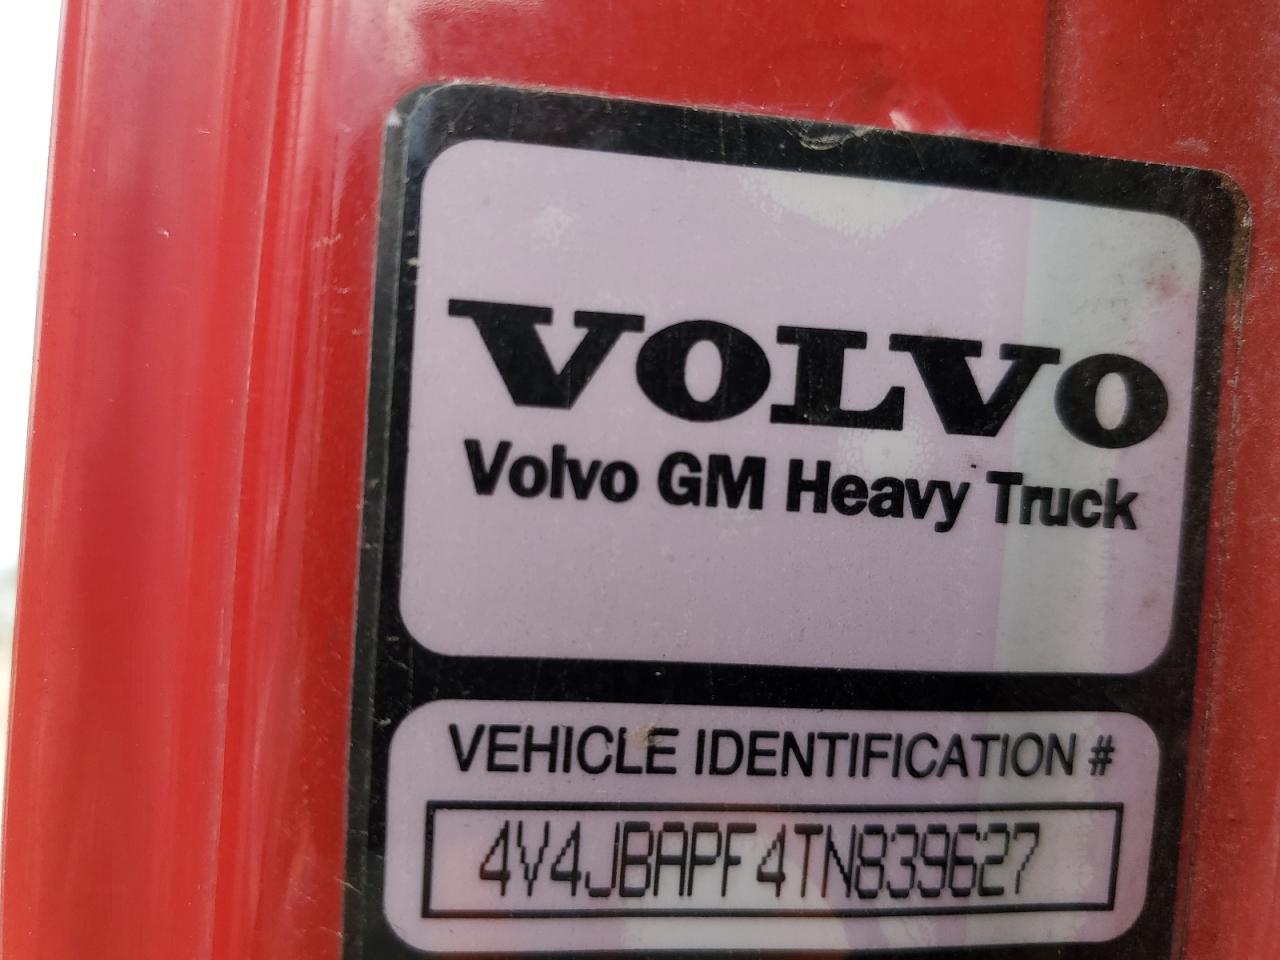 VOLVO
Volvo GM Heavy Truck
VEHICLE IDENTIFICATION #
4V4JBAPF4TN839627